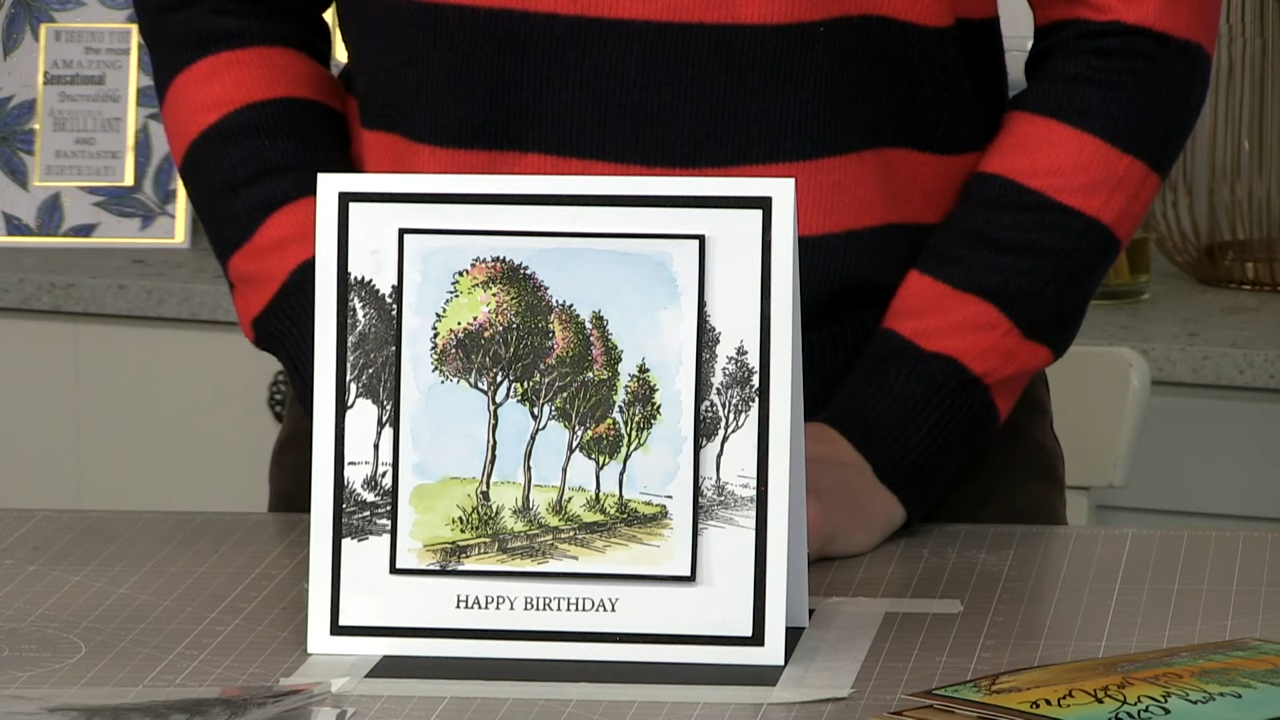 WISHING YOU
the most
AMAZING
Sensational
Incredible
BRILLIANT
AND
FANTASTIC
BIRTHDAY!
HAPPY BIRTHDAY